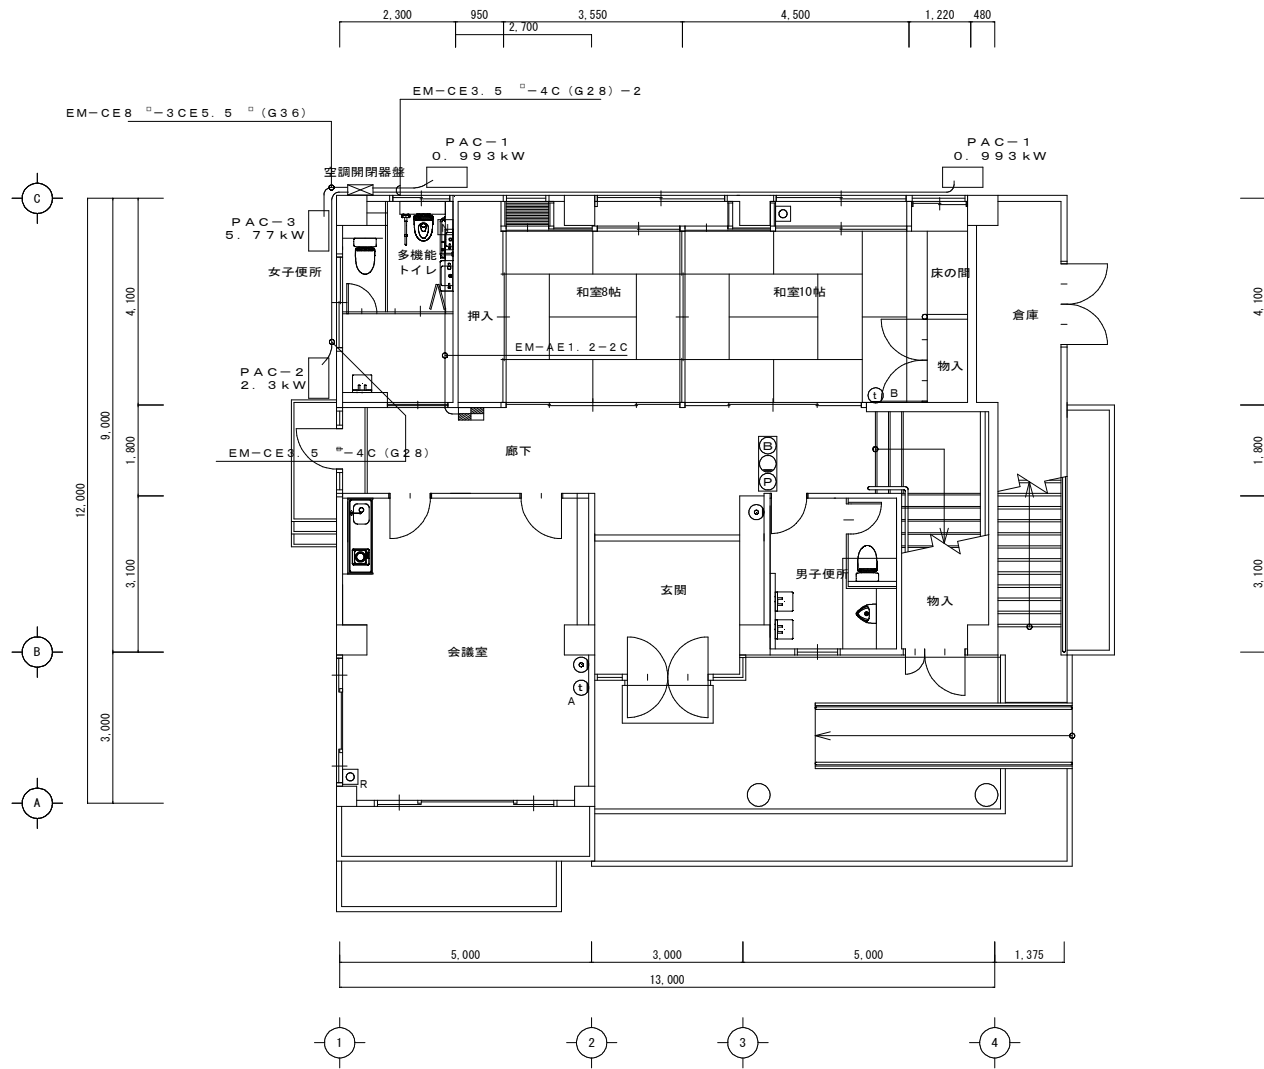 2,300
950
3,550
4,500
1,220
480
2,700
EM-CE3.5 □-4C(G28)-2
EM-CE8 □-3CE5.5 □(G36)
PAC-1
0.993kW
PAC-1
0.993kW
空調開閉器盤
C
PAC-3
5.77kW
女子便所
多機能
トイレ
押入
和室8帖
和室10帖
床の間
倉庫
物入
4,100
4,100
EM-AE1.2-2C
PAC-2
2.3kW
t
B
9,000
12,000
1,800
1,800
EM-CE3.5 □-4C(G28)
廊下
B
P
3,100
3,100
男子便所
玄関
物入
B
会議室
t
A
3,000
R
A
5,000
3,000
5,000
1,375
13,000
1
2
3
4